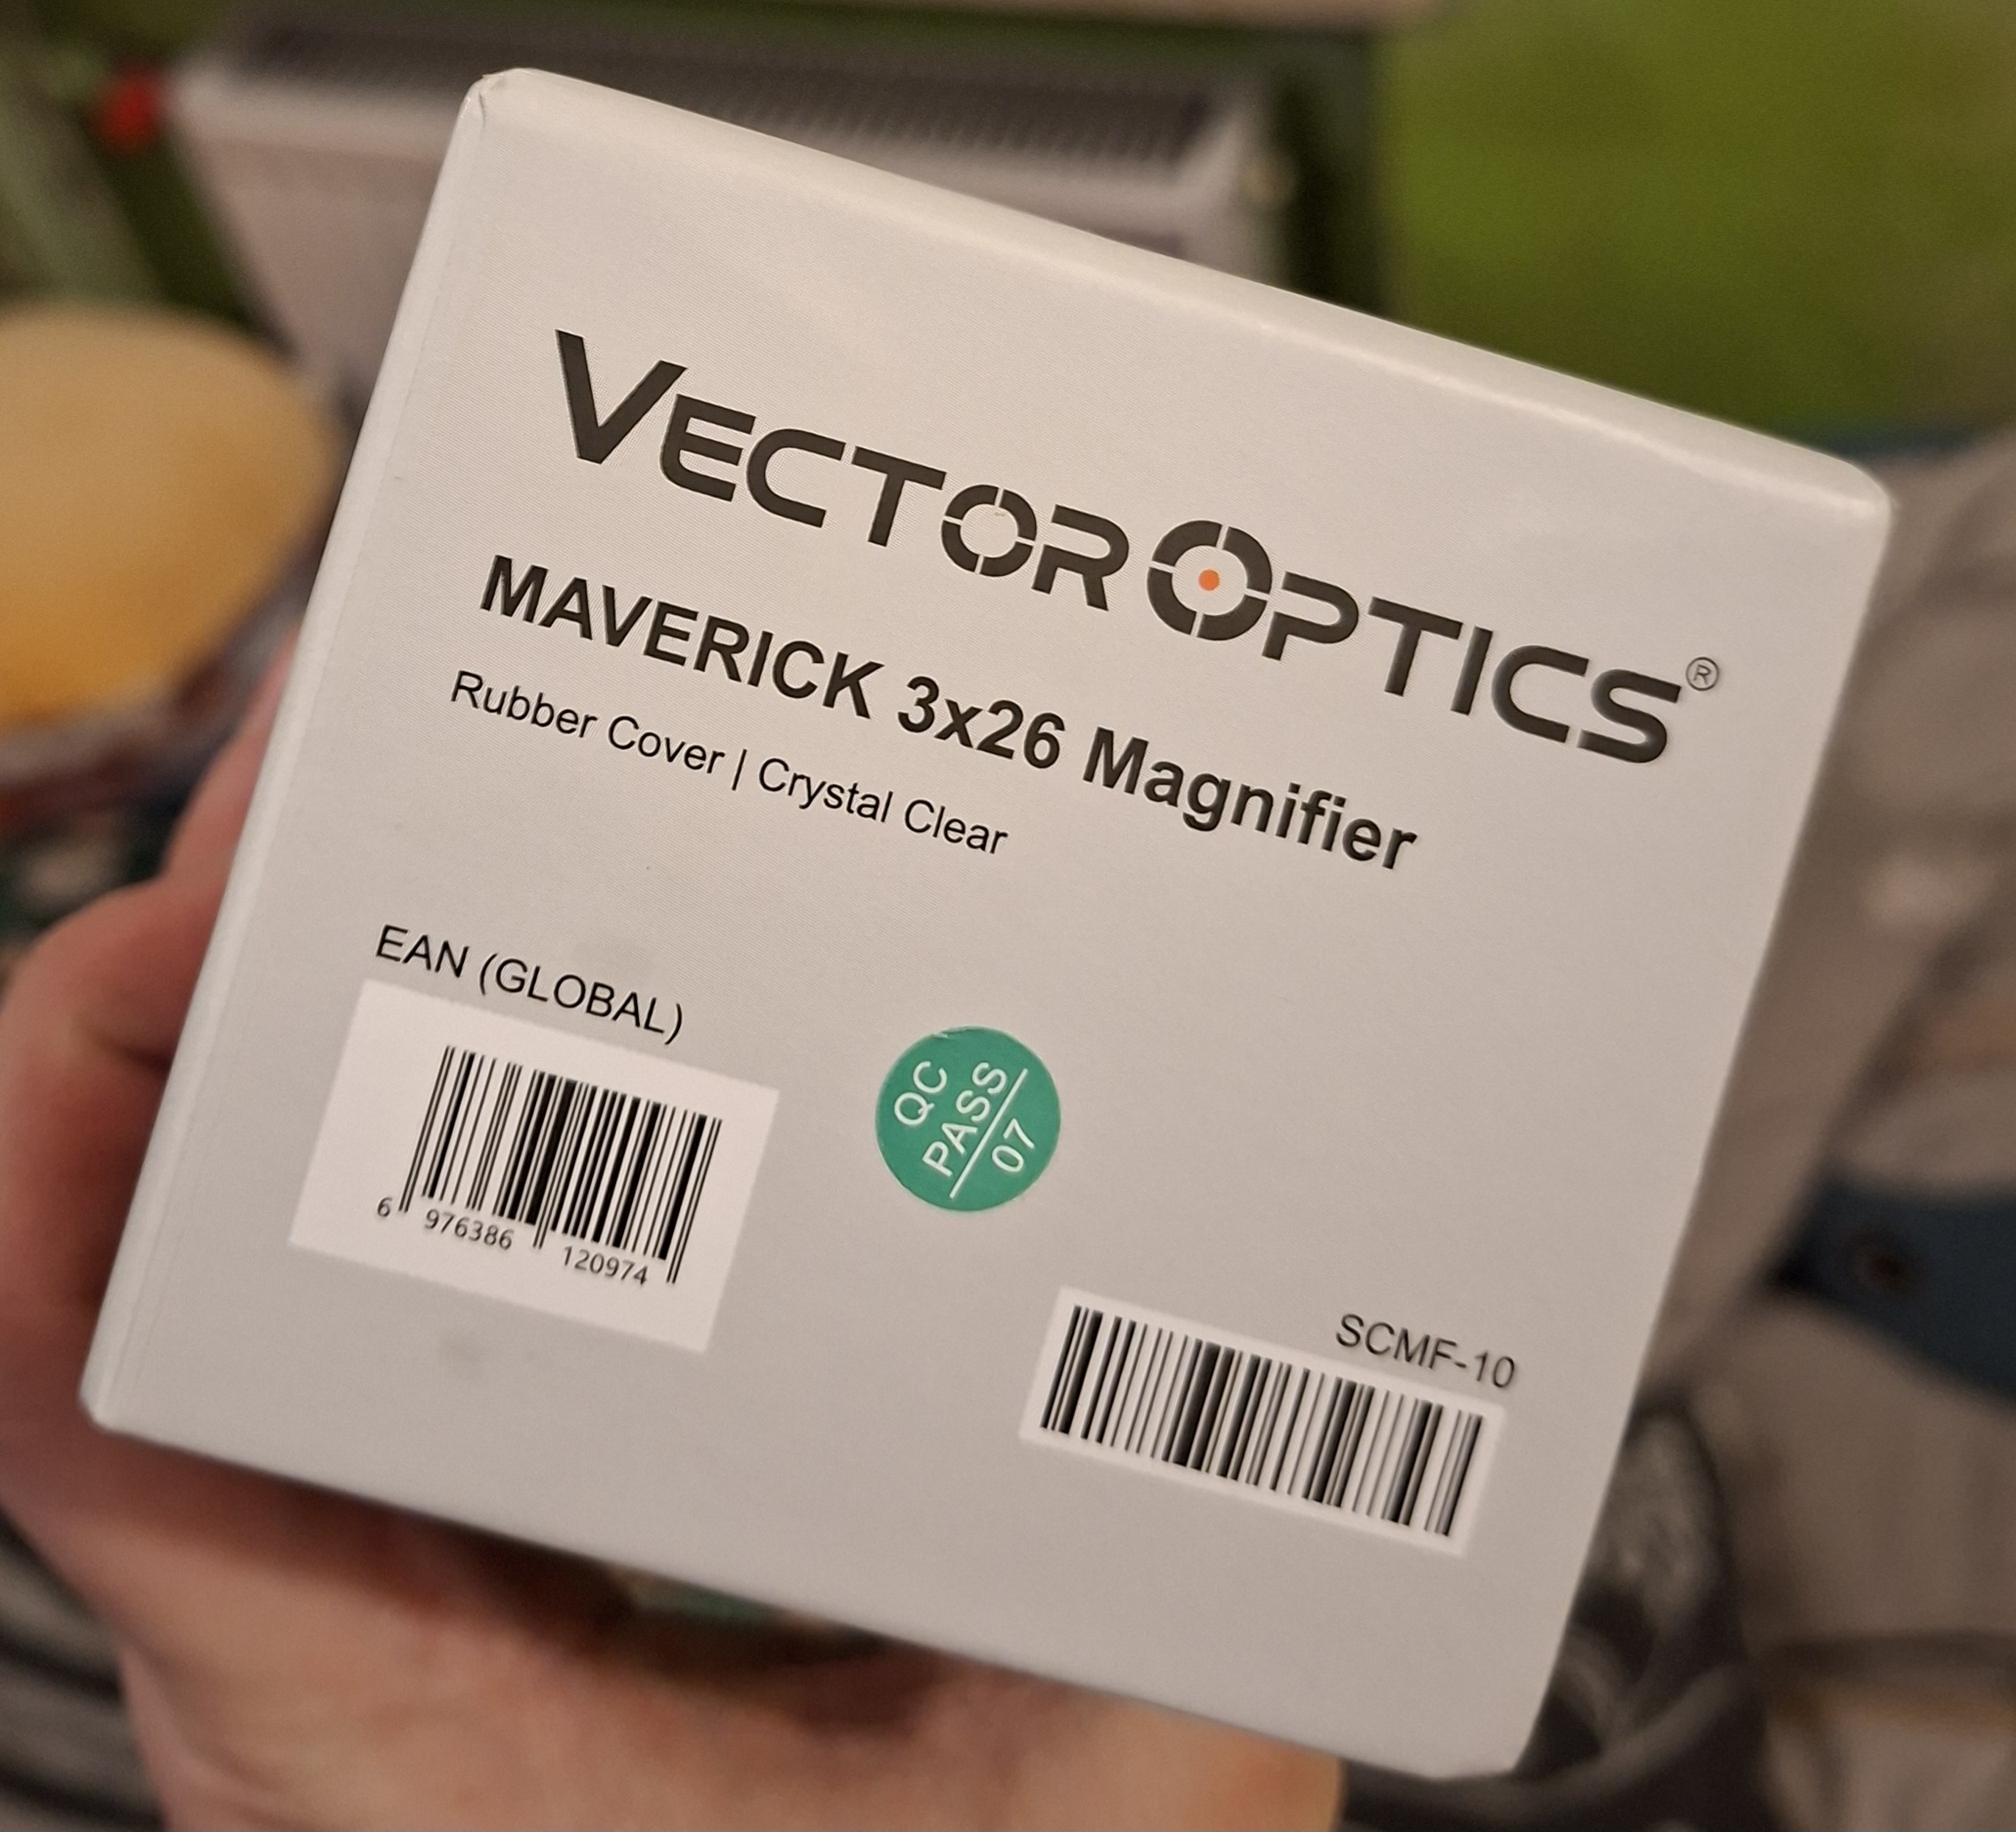 VECTOR OPTICS®
MAVERICK 3x26 Magnifier
Rubber Cover | Crystal Clear
EAN (GLOBAL)
6 976386 120974
QC
PASS
07
SCMF-10